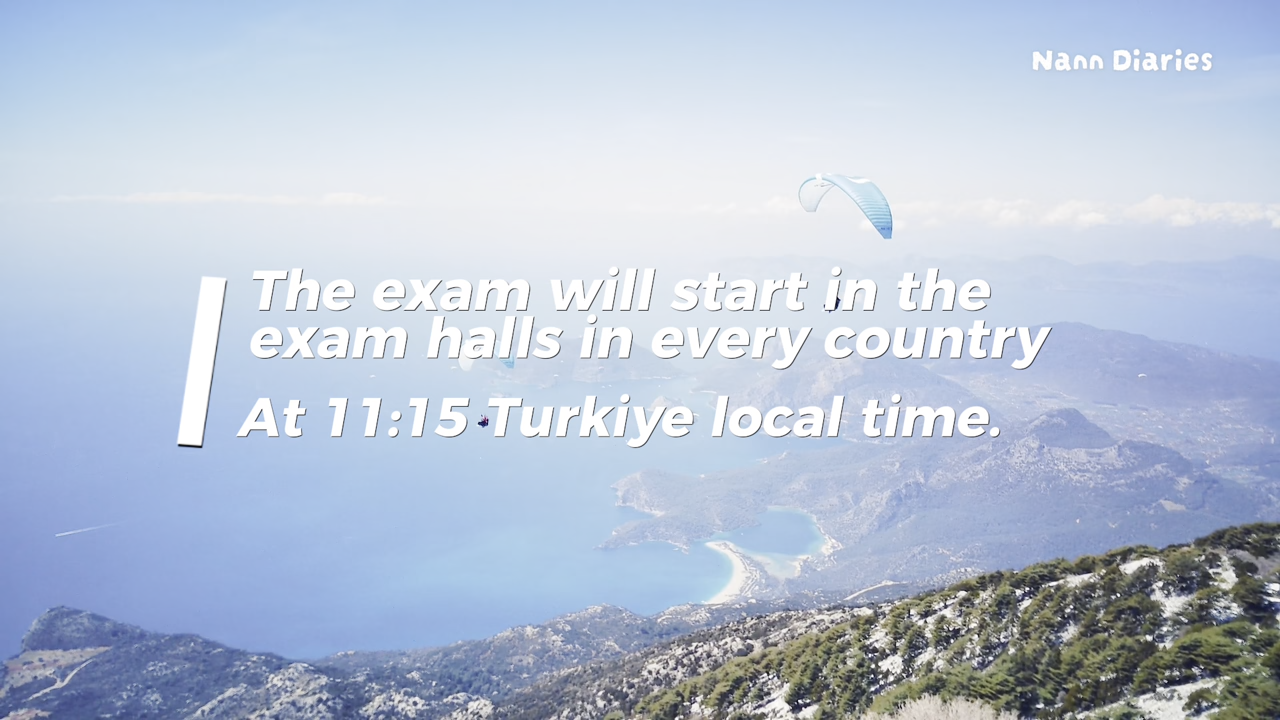 Nann Diaries
The exam will start in the
exam halls in every country
At 11:15 Turkiye local time.